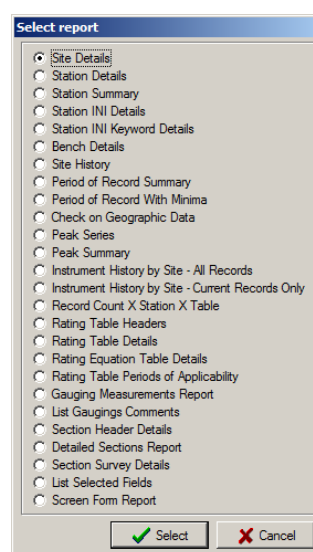 Select report
Site Details
Station Details
Station Summary
Station INI Details
Station INI Keyword Details
Bench Details
Site History
Period of Record Summary
Period of Record With Minima
Check on Geographic Data
Peak Series
Peak Summary
Instrument History by Site - All Records
Instrument History by Site - Current Records Only
Record Count X Station X Table
Rating Table Headers
Rating Table Details
Rating Equation Table Details
Rating Table Periods of Applicability
Gauging Measurements Report
List Gaugings Comments
Section Header Details
Detailed Sections Report
Section Survey Details
List Selected Fields
Screen Form Report
Select Cancel